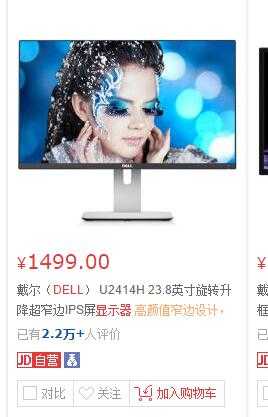 DELL
¥1499.00
戴尔（DELL） U2414H 23.8英寸旋转升
降超窄边IPS屏显示器 高颜值窄边设计，
已有2.2万+人评价
JD 自营
对比 关注 加入购物车